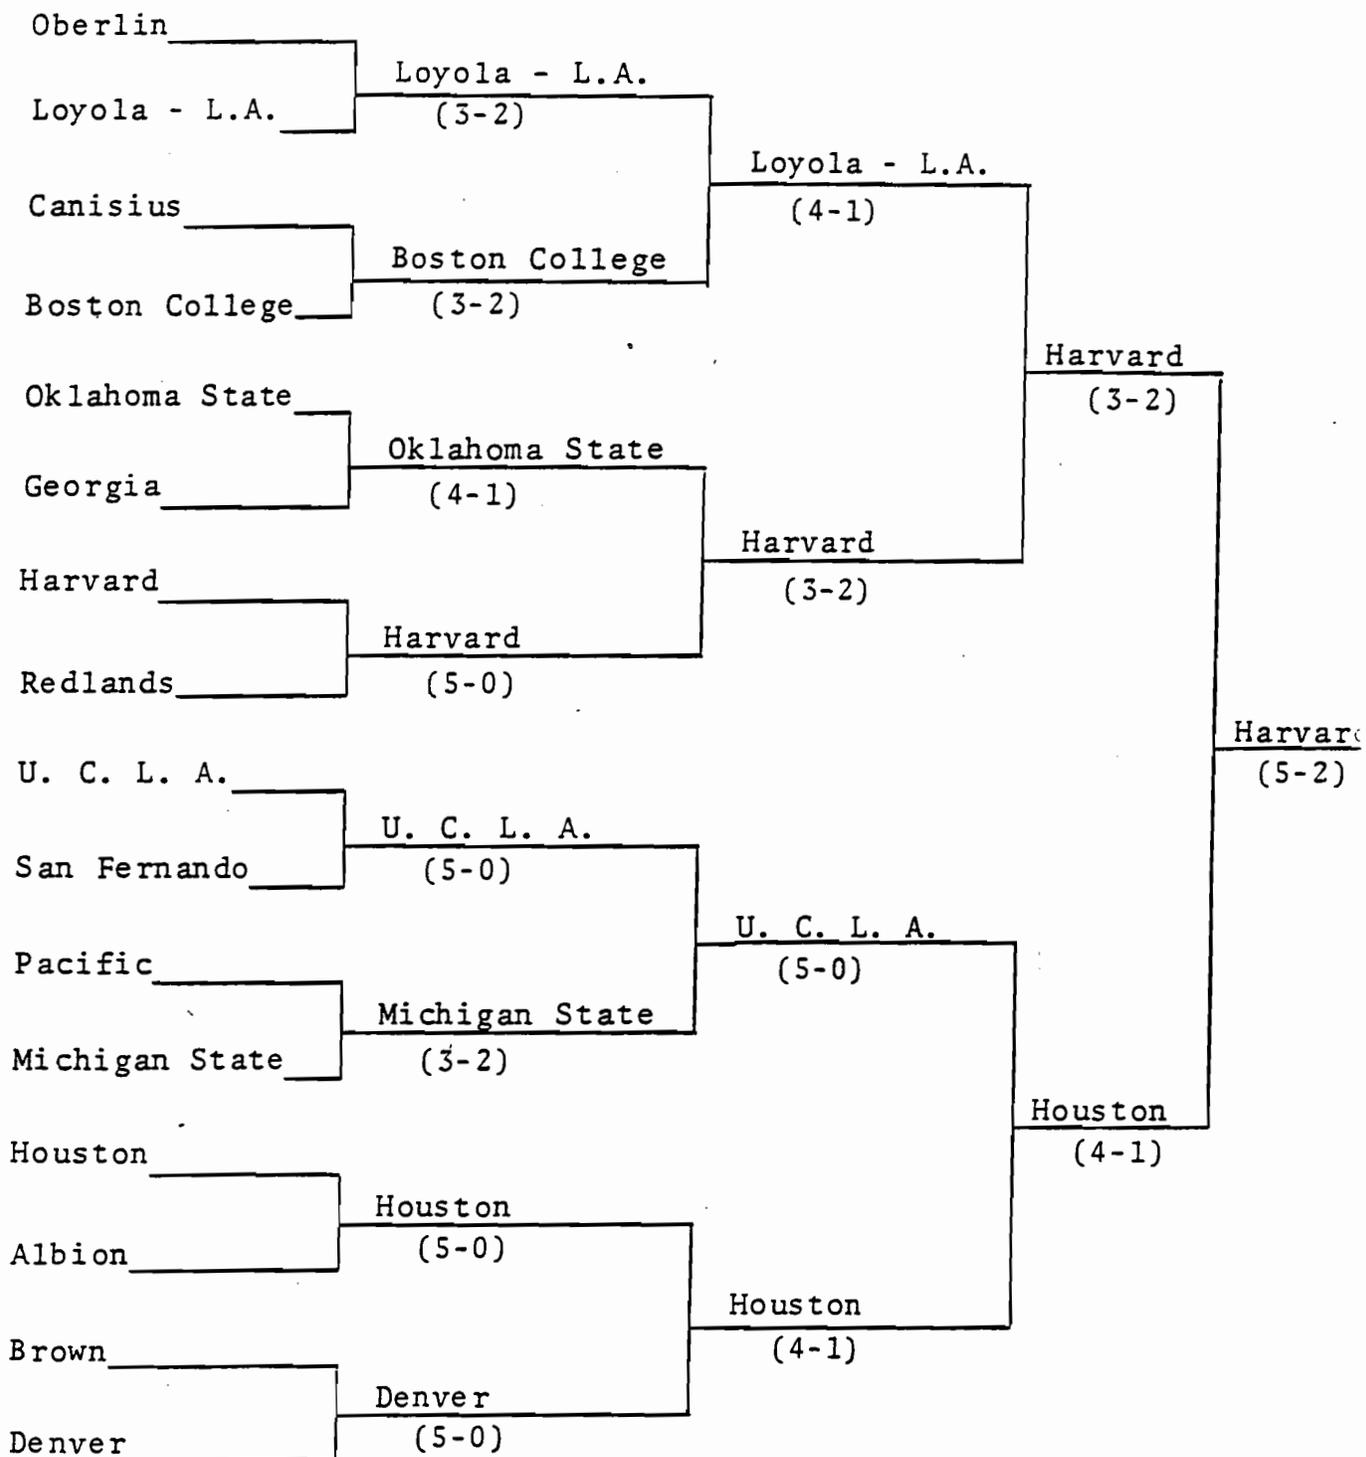 Oberlin
Loyola - L.A.
(3-2)
Loyola - L.A.
Loyola - L.A.
(4-1)
Canisius
Boston College
(3-2)
Boston College
Harvard
(3-2)
Oklahoma State
Oklahoma State
(4-1)
Georgia
Harvard
(3-2)
Harvard
Harvard
(5-0)
Redlands
Harvard
(5-2)
U. C. L. A.
U. C. L. A.
(5-0)
San Fernando
U. C. L. A.
(5-0)
Pacific
Michigan State
(3-2)
Michigan State
Houston
(4-1)
Houston
Houston
(5-0)
Albion
Houston
(4-1)
Brown
Denver
(5-0)
Denver